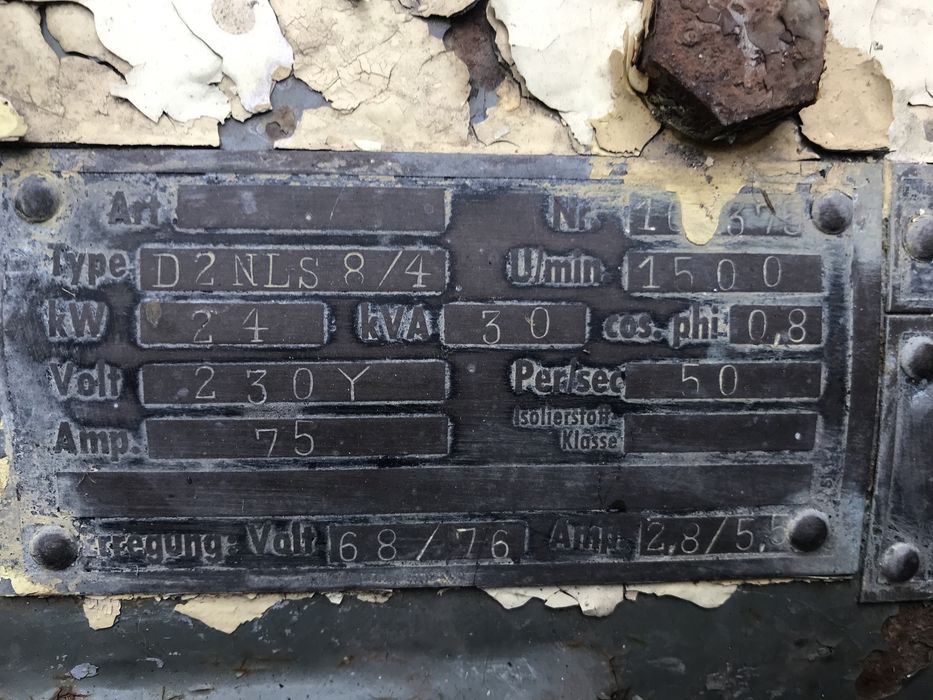 Art / Nr.
Type D2NLS 8/4 U/min 1500
kW 24 kVA 30 cos. phi 0,8
Volt 230Y Per/sec 50
Amp. 75 Isolierstoff-
Klasse
Erregung: Volt 68/76 Amp. 2,8/5,5